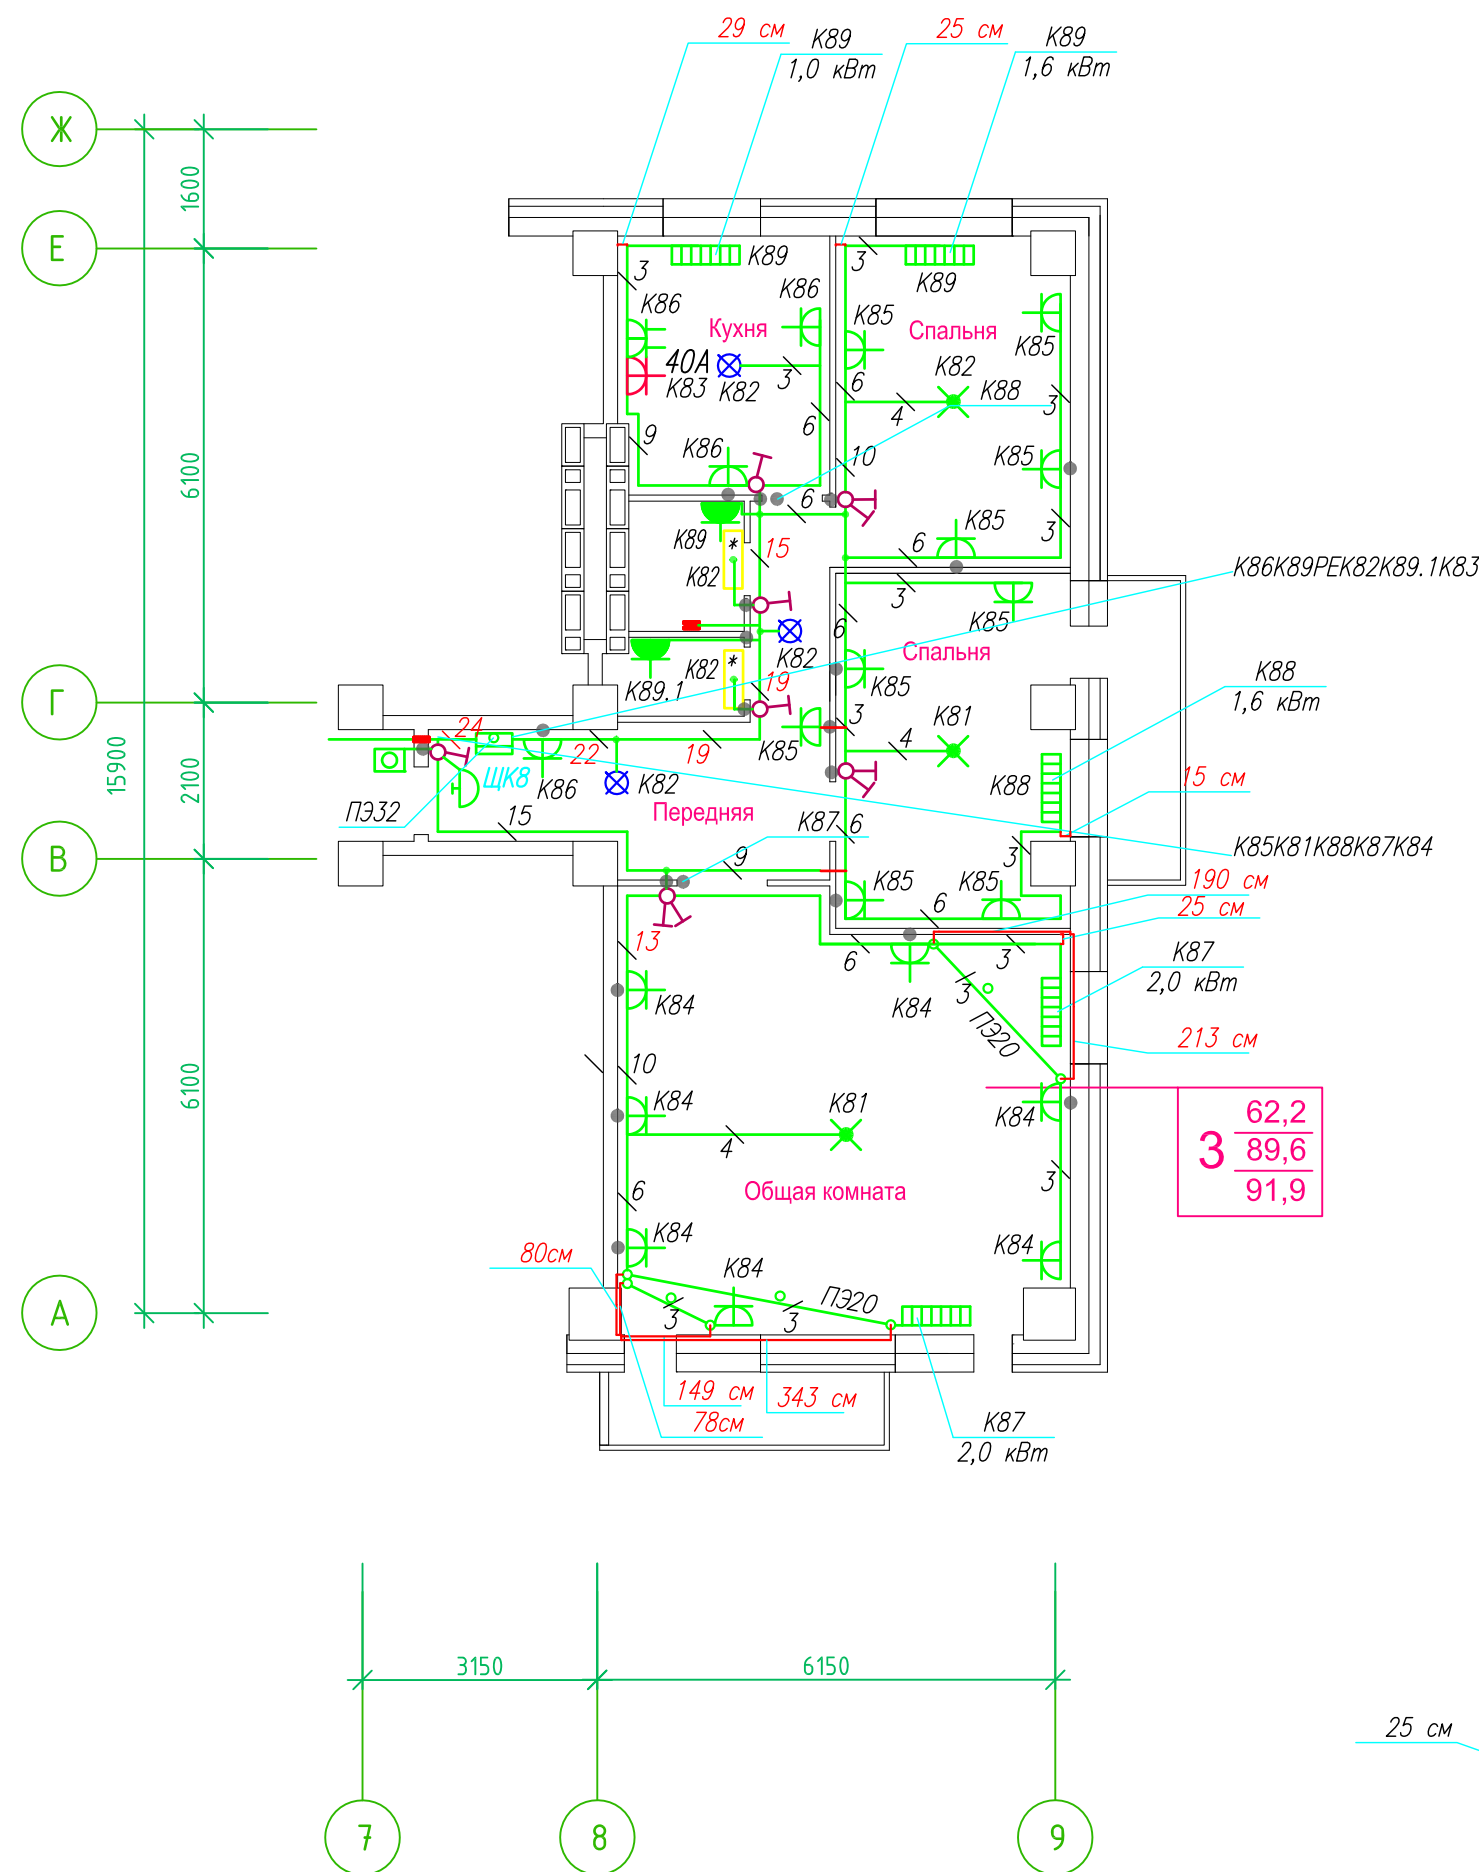 29 см
К89
1,0 кВт
25 см
К89
1,6 кВт
Ж
1600
Е
3
К89
К86
К86
Кухня
40А
К83
К82
3
6
9
К86
3
К89
К85
Спальня
К85
К82
К88
6
4
3
10
К85
3
6
К85
6
К89
К82
*
15
6100
К86К89РЕК82К89.1К83
3
К85
6
К82
Спальня
К89.1
К82
*
19
К85
3
К81
4
К85
К88
1,6 кВт
К88
15 см
Г
24
ЩК8
22
19
К86
К82
Передняя
ПЭ32
15
15900
2100
К87
6
3
К85К81К88К87К84
В
9
К85
К85
190 см
25 см
6
13
6
3
К84
К84
3
ПЭ20
К87
2,0 кВт
213 см
10
6100
К84
К81
4
К84
3
62,2
89,6
91,9
3
Общая комната
6
К84
К84
К84
80см
3
3
ПЭ20
А
149 см
343 см
78см
К87
2,0 кВт
3150
6150
25 см
7
8
9